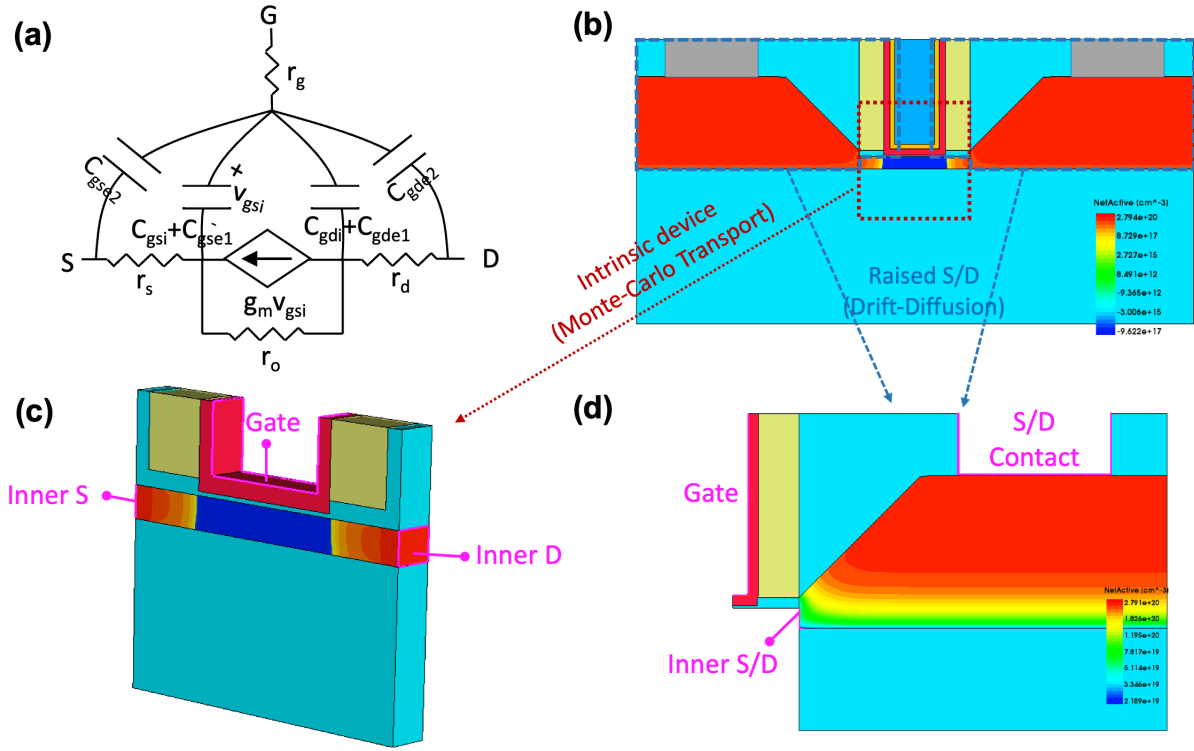 (a)
G
r_g
C_gse2
C_gde2
+
v_gsi
-
C_gsi+C_gse1
C_gdi+C_gde1
S
D
r_s
r_d
g_m v_gsi
r_o
(b)
NetActive (cm^-3)
2.794e+20
8.729e+17
2.727e+15
8.491e+12
-9.365e+12
-3.006e+15
-9.622e+17
Intrinsic device
(Monte-Carlo Transport)
Raised S/D
(Drift-Diffusion)
(c)
Gate
Inner S
Inner D
(d)
S/D
Contact
Gate
Inner S/D
NetActive (cm^-3)
2.791e+20
1.826e+20
1.195e+20
7.817e+19
5.114e+19
3.346e+19
2.189e+19